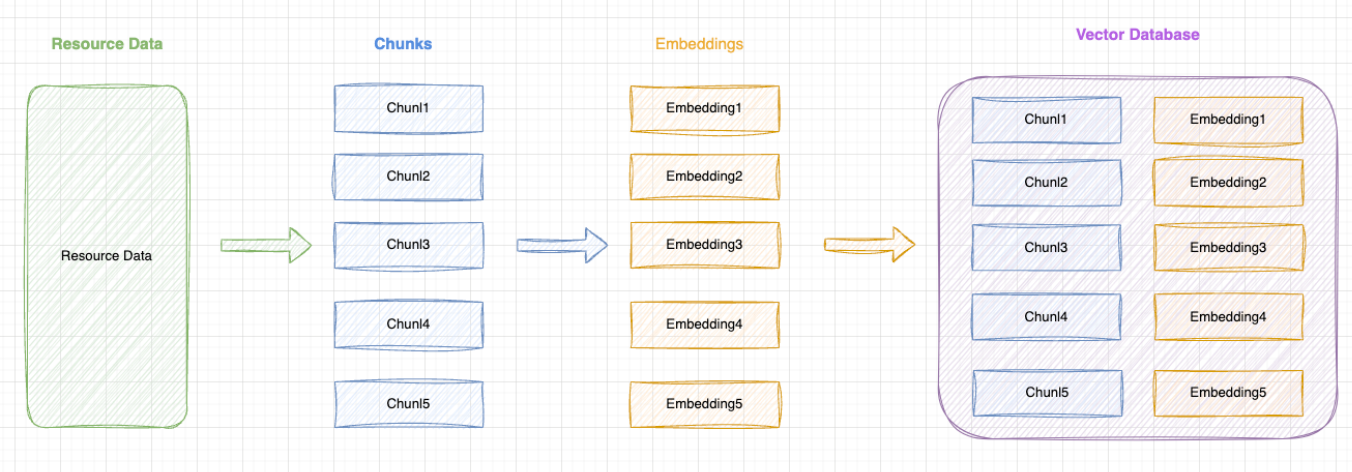 Resource Data
Chunks
Embeddings
Vector Database
Resource Data
Chunl1
Chunl2
Chunl3
Chunl4
Chunl5
Embedding1
Embedding2
Embedding3
Embedding4
Embedding5
Chunl1
Embedding1
Chunl2
Embedding2
Chunl3
Embedding3
Chunl4
Embedding4
Chunl5
Embedding5